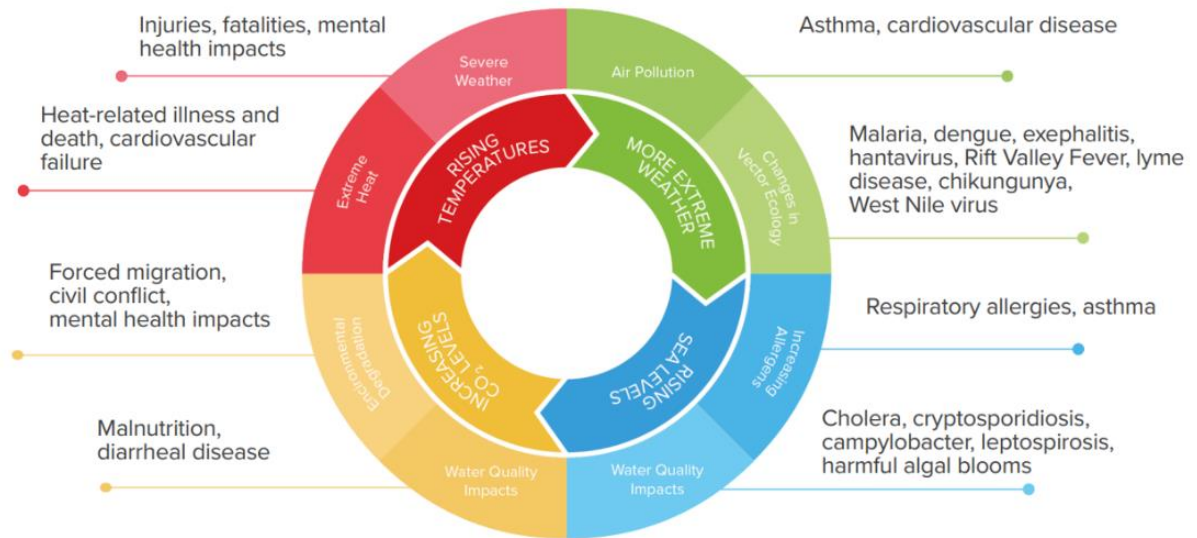 Injuries, fatalities, mental
health impacts
Asthma, cardiovascular disease
Severe
Weather
Air Pollution
Heat-related illness and
death, cardiovascular
failure
Extreme
Heat
RISING
TEMPERATURES
MORE EXTREME
WEATHER
Changes in
Vector Ecology
Malaria, dengue, exephalitis,
hantavirus, Rift Valley Fever, lyme
disease, chikungunya,
West Nile virus
Forced migration,
civil conflict,
mental health impacts
Environmental
Degradation
INCREASING
CO₂ LEVELS
RISING
SEA LEVELS
Increasing
Allergens
Respiratory allergies, asthma
Malnutrition,
diarrheal disease
Water Quality
Impacts
Water Quality
Impacts
Cholera, cryptosporidiosis,
campylobacter, leptospirosis,
harmful algal blooms